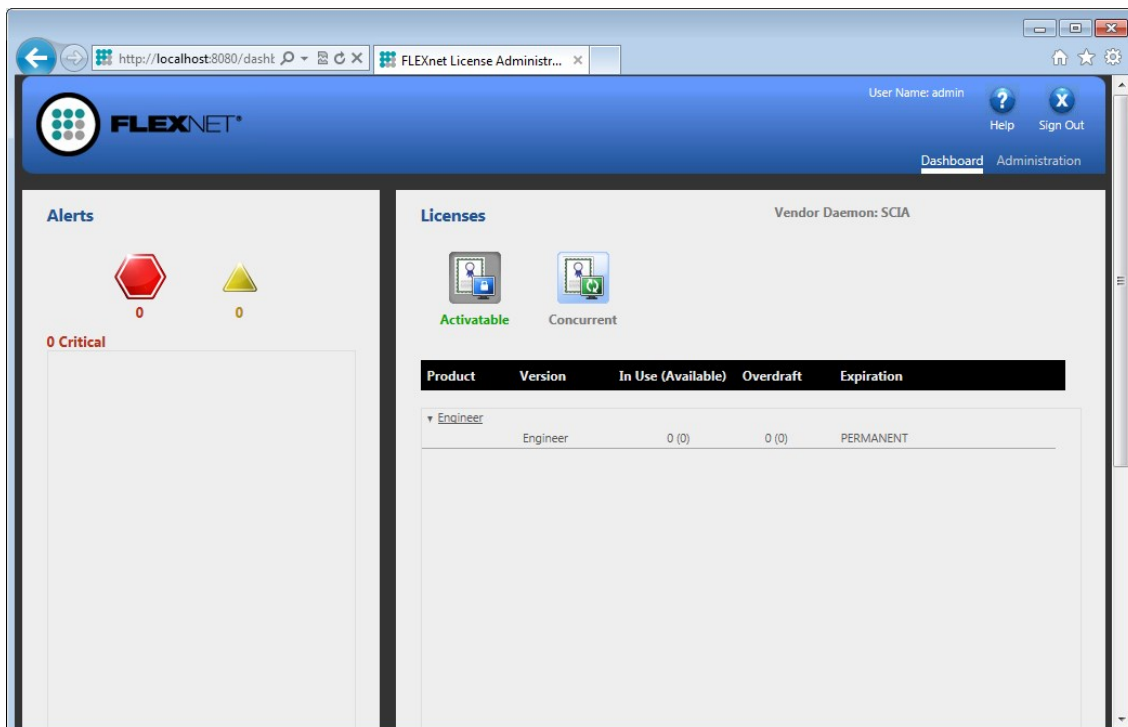 http://localhost:8080/dasht
FLEXnet License Administr...
FLEXNET®
User Name: admin
Help
Sign Out
Dashboard
Administration
Alerts
0
0
0 Critical
Licenses
Vendor Daemon: SCIA
Activatable
Concurrent
Product Version In Use (Available) Overdraft Expiration
Engineer
Engineer 0 (0) 0 (0) PERMANENT